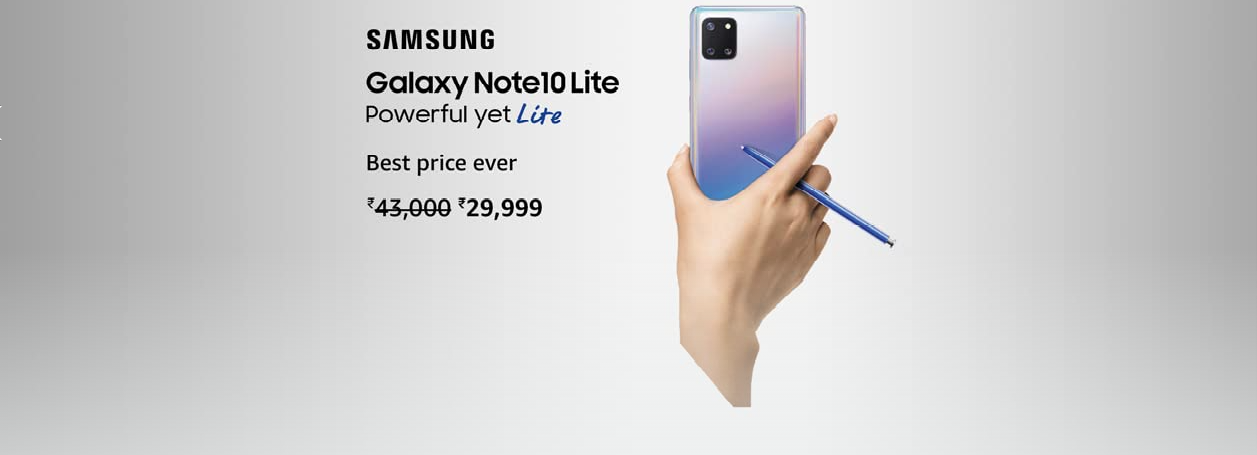 SAMSUNG
Galaxy Note10 Lite
Powerful yet Lite
Best price ever
₹43,000 ₹29,999